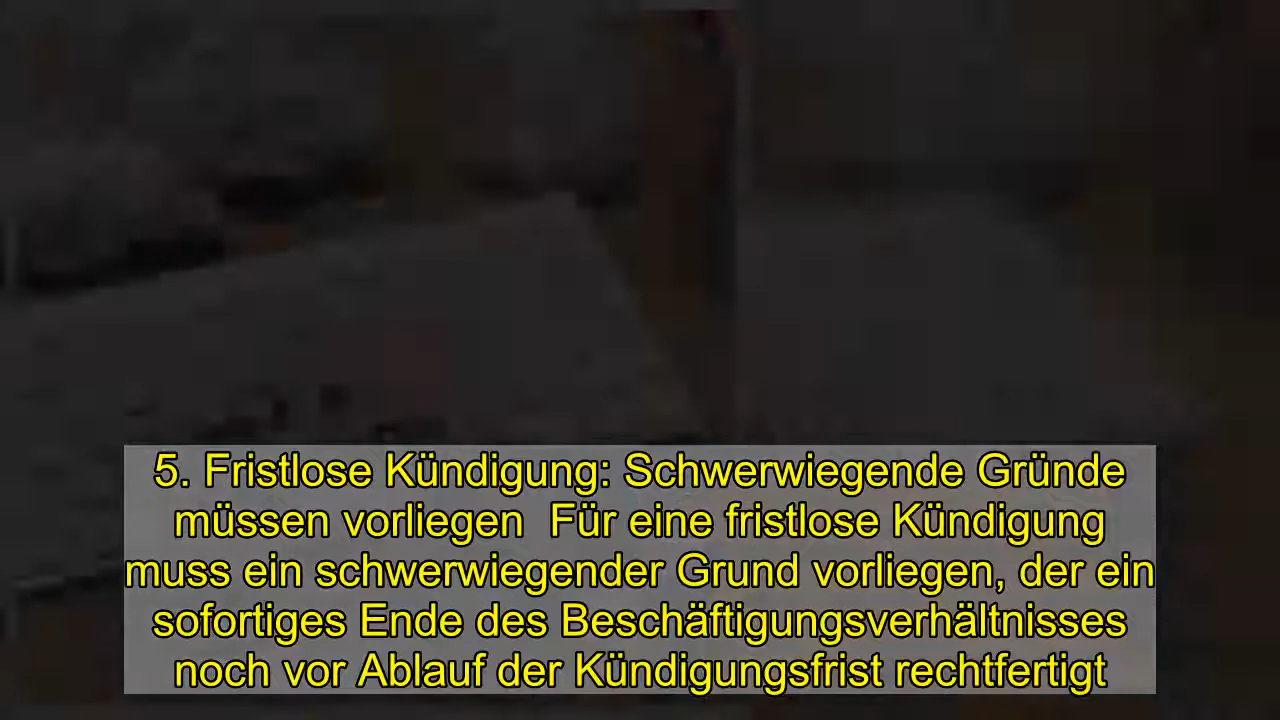 5. Fristlose Kündigung: Schwerwiegende Gründe
müssen vorliegen  Für eine fristlose Kündigung
muss ein schwerwiegender Grund vorliegen, der ein
sofortiges Ende des Beschäftigungsverhältnisses
noch vor Ablauf der Kündigungsfrist rechtfertigt